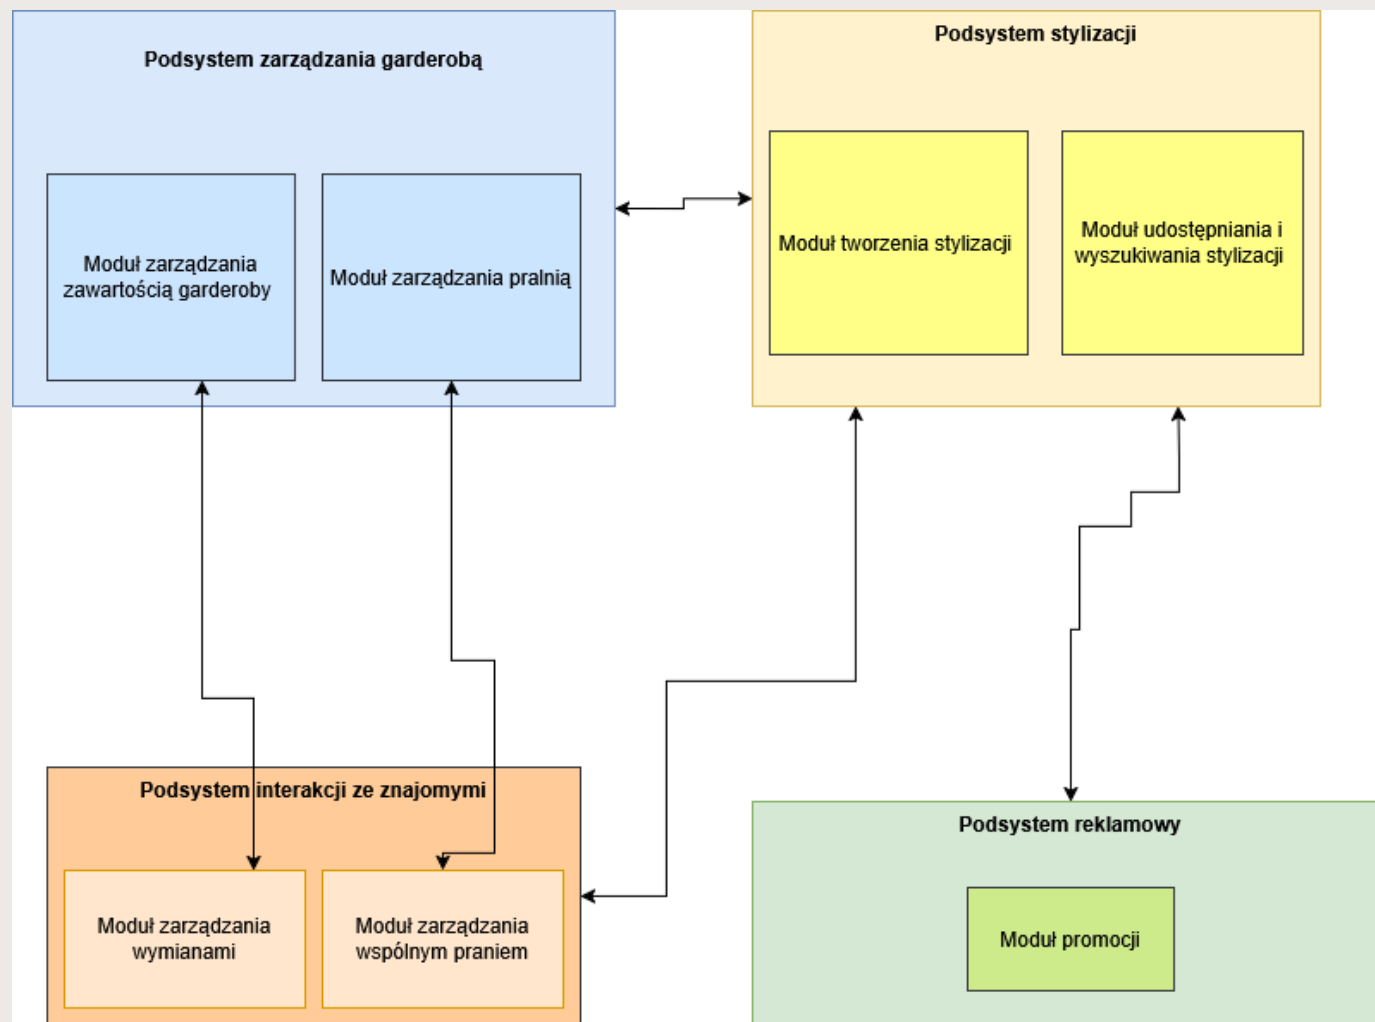 Podsystem zarządzania garderobą
Podsystem stylizacji
Moduł zarządzania
zawartością garderoby
Moduł zarządzania pralnią
Moduł tworzenia stylizacji
Moduł udostępniania i
wyszukiwania stylizacji
Podsystem interakcji ze znajomymi
Moduł zarządzania
wymianami
Moduł zarządzania
wspólnym praniem
Podsystem reklamowy
Moduł promocji